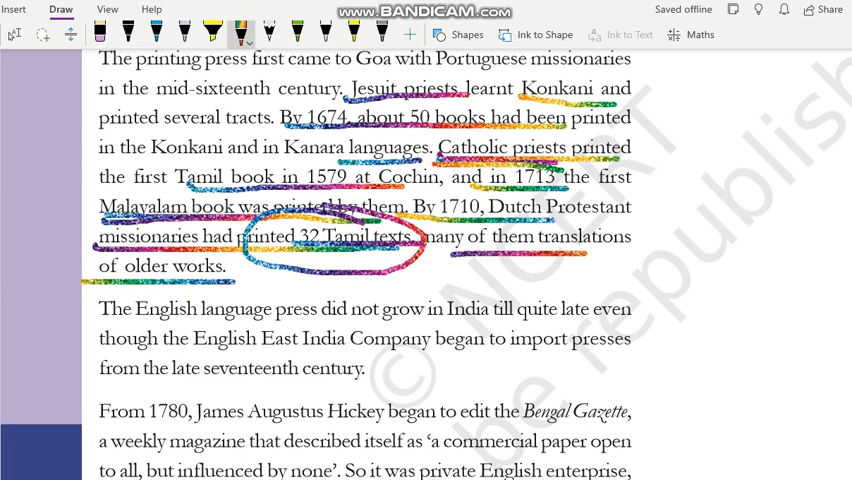 Insert Draw View Help WWW.BANDICAM.COM Saved offline Share
Shapes Ink to Shape Ink to Text Maths
The printing press first came to Goa with Portuguese missionaries
in the mid-sixteenth century. Jesuit priests learnt Konkani and
printed several tracts. By 1674, about 50 books had been printed
in the Konkani and in Kanara languages. Catholic priests printed
the first Tamil book in 1579 at Cochin, and in 1713 the first
Malayalam book was printed by them. By 1710, Dutch Protestant
missionaries had printed 32 Tamil texts, many of them translations
of older works.
The English language press did not grow in India till quite late even
though the English East India Company began to import presses
from the late seventeenth century.
From 1780, James Augustus Hickey began to edit the Bengal Gazette,
a weekly magazine that described itself as ‘a commercial paper open
to all, but influenced by none’. So it was private English enterprise,
© NCERT
be republish